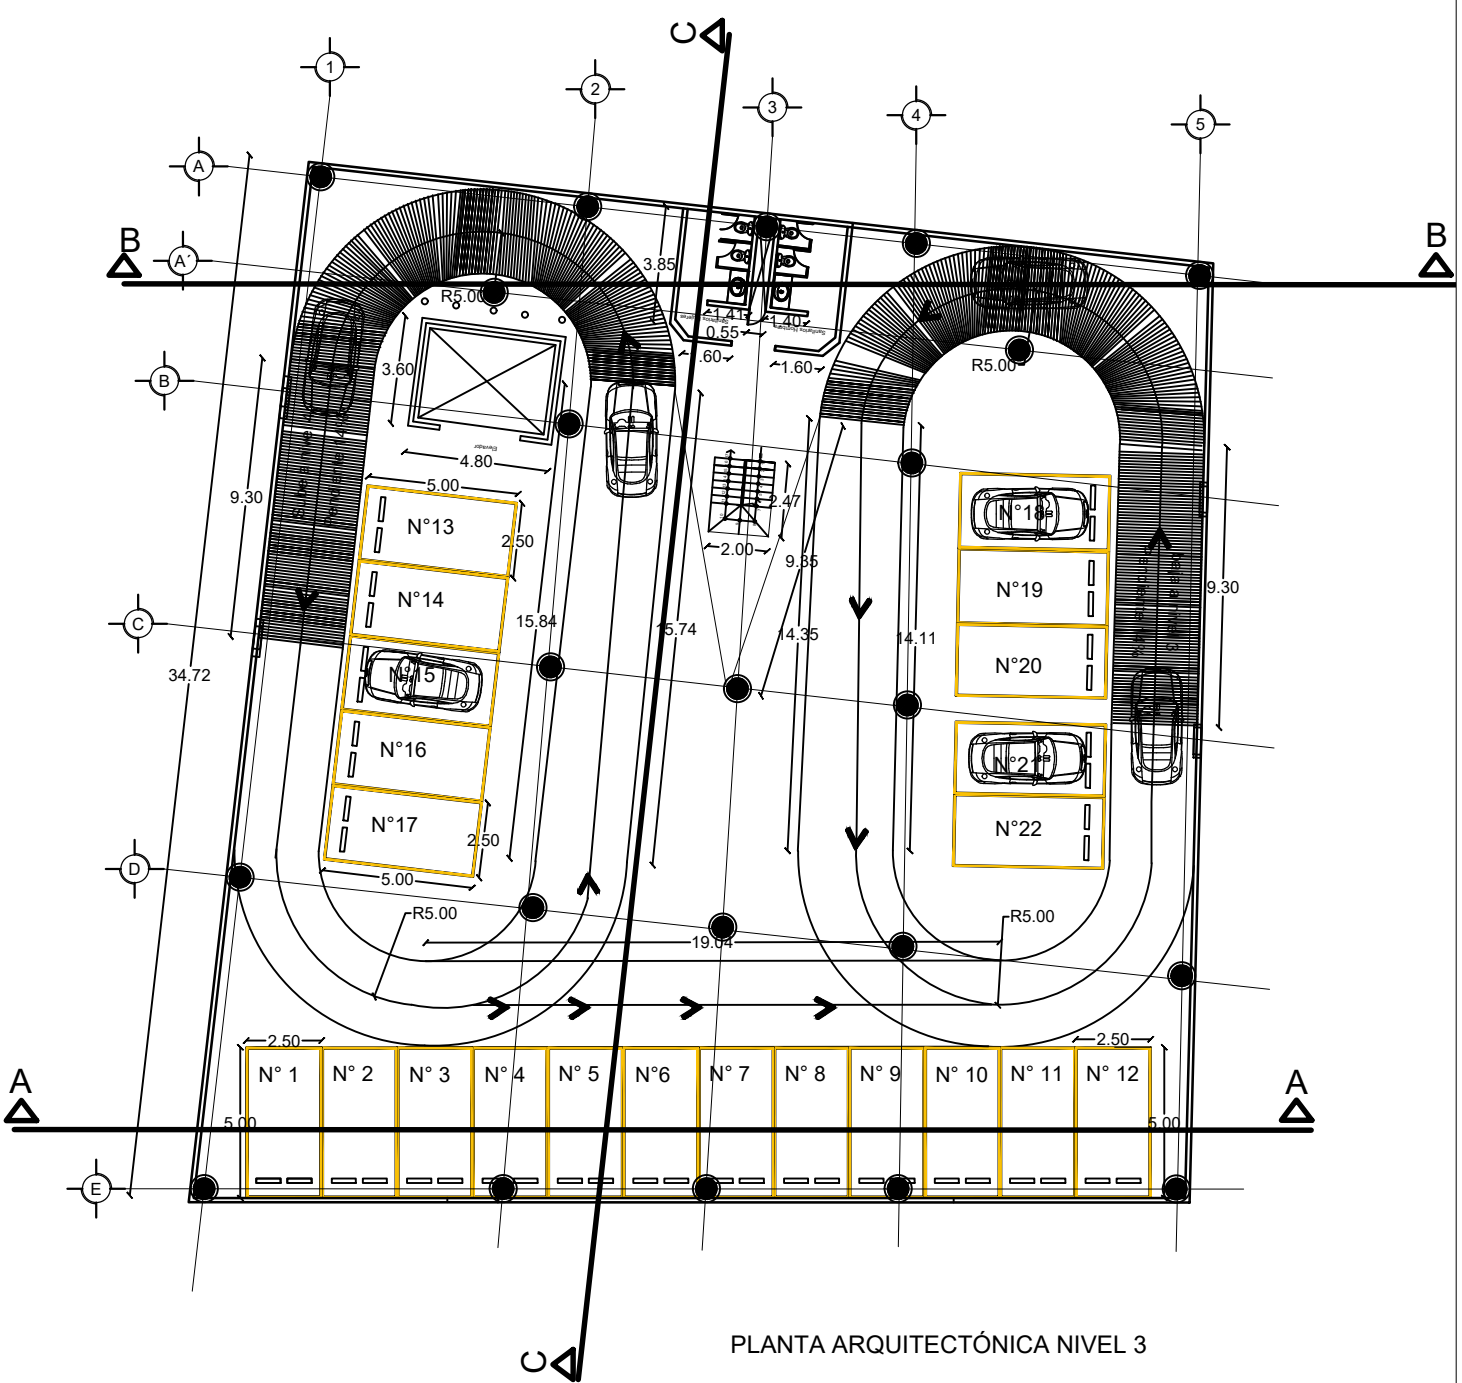 C
1
2
3
4
5
A
B
B
A´
3.85
R5.00
1.41
1.40
0.55
.60
1.60
R5.00
B
3.60
Elevador
4.80
5.00
9.30
N°13
2.50
2.47
2.00
9.35
N°18
N°14
N°19
9.30
C
15.84
15.74
14.35
14.11
34.72
N°15
N°20
N°16
N°21
N°17
2.50
N°22
D
5.00
R5.00
R5.00
19.04
2.50
2.50
N° 1
N° 2
N° 3
N° 4
N° 5
N°6
N° 7
N° 8
N° 9
N° 10
N° 11
N° 12
A
A
5.00
5.00
E
C
PLANTA ARQUITECTÓNICA NIVEL 3